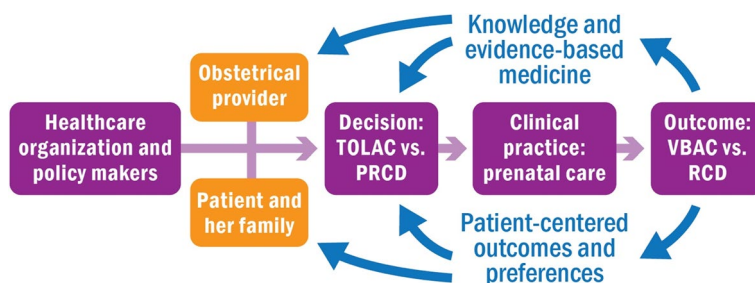 Knowledge and
evidence-based
medicine
Obstetrical
provider
Healthcare
organization and
policy makers
Decision:
TOLAC vs.
PRCD
Clinical
practice:
prenatal care
Outcome:
VBAC vs.
RCD
Patient and
her family
Patient-centered
outcomes and
preferences